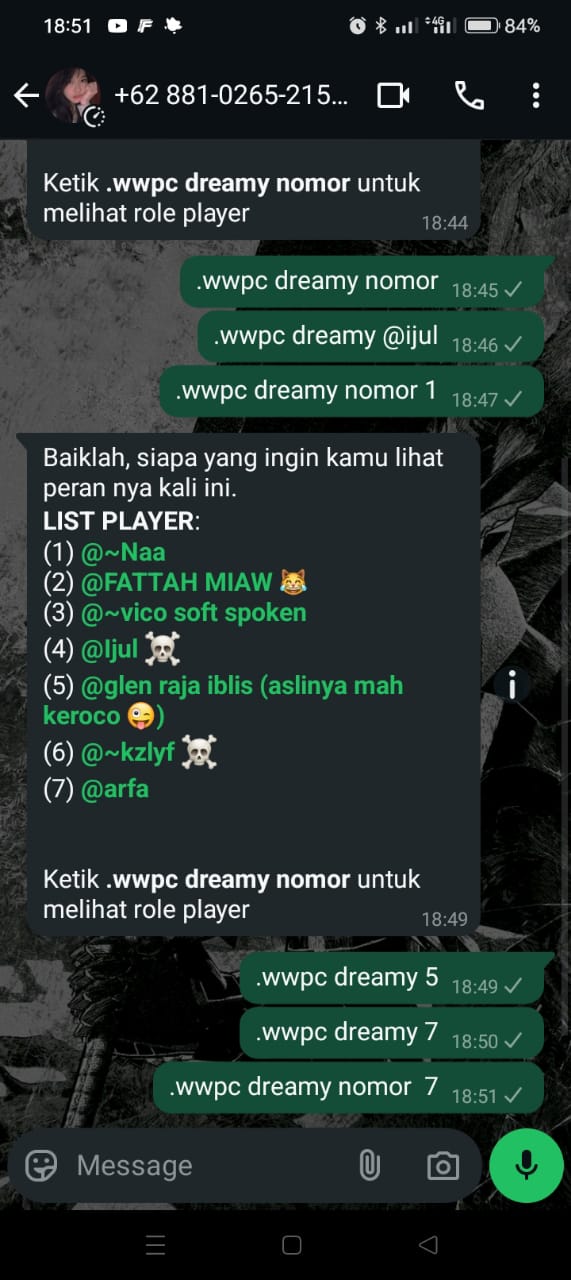 18:51
4G
84%
+62 881-0265-215...
Ketik .wwpc dreamy nomor untuk
melihat role player
18:44
.wwpc dreamy nomor 18:45
.wwpc dreamy @ijul 18:46
.wwpc dreamy nomor 1 18:47
Baiklah, siapa yang ingin kamu lihat
peran nya kali ini.
LIST PLAYER:
(1) @~Naa
(2) @FATTAH MIAW 😹
(3) @~vico soft spoken
(4) @Ijul ☠️
(5) @glen raja iblis (aslinya mah
keroco 😜)
(6) @~kzlyf ☠️
(7) @arfa
Ketik .wwpc dreamy nomor untuk
melihat role player
18:49
.wwpc dreamy 5 18:49
.wwpc dreamy 7 18:50
.wwpc dreamy nomor 7 18:51
Message